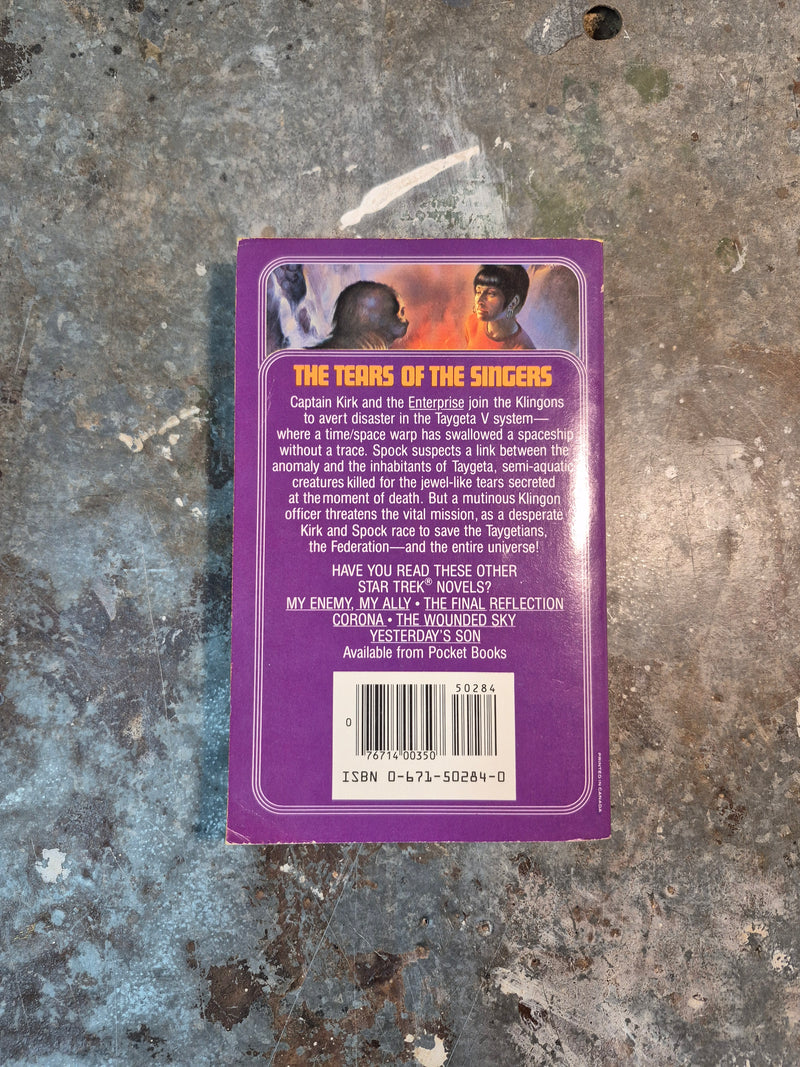 THE TEARS OF THE SINGERS
Captain Kirk and the Enterprise join the Klingons
to avert disaster in the Taygeta V system—
where a time/space warp has swallowed a spaceship
without a trace. Spock suspects a link between the
anomaly and the inhabitants of Taygeta, semi-aquatic
creatures killed for the jewel-like tears secreted
at the moment of death. But a mutinous Klingon
officer threatens the vital mission, as a desperate
Kirk and Spock race to save the Taygetians,
the Federation—and the entire universe!
HAVE YOU READ THESE OTHER
STAR TREK® NOVELS?
MY ENEMY, MY ALLY • THE FINAL REFLECTION
CORONA • THE WOUNDED SKY
YESTERDAY'S SON
Available from Pocket Books
50284
0
76714 00350
ISBN 0-671-50284-0
PRINTED IN CANADA